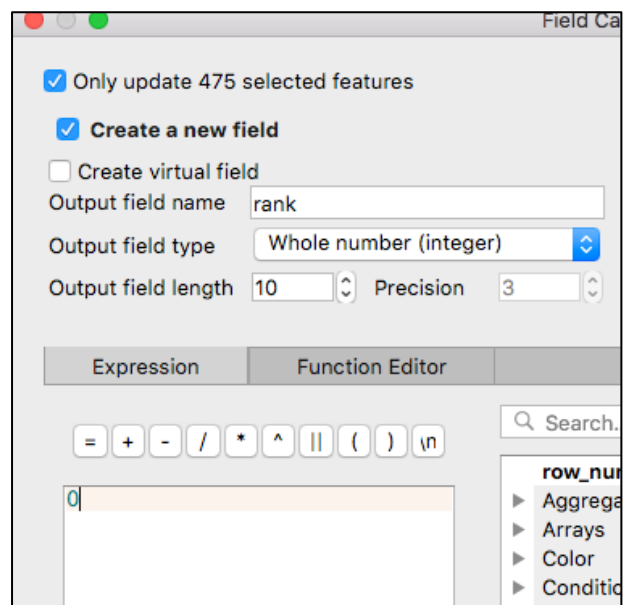 Field Ca
Only update 475 selected features
Create a new field
Create virtual field
Output field name rank
Output field type Whole number (integer)
Output field length 10 Precision 3
Expression Function Editor
= + - / * ^ || ( ) \n
Search.
row_nur
0
Aggrega
Arrays
Color
Conditic